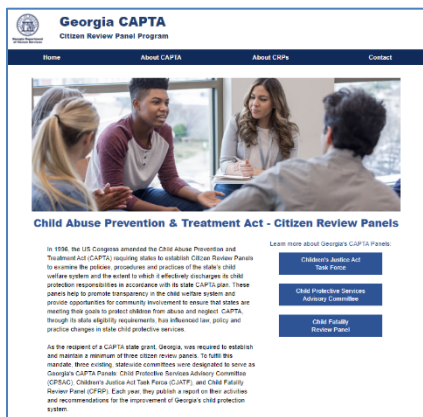 Georgia CAPTA
Citizen Review Panel Program
Home About CAPTA About CRPs Contact
Child Abuse Prevention & Treatment Act - Citizen Review Panels
In 1996, the US Congress amended the Child Abuse Prevention and
Treatment Act (CAPTA) requiring states to establish Citizen Review Panels
to examine the policies, procedures and practices of the state's child
welfare system and the extent to which it effectively discharges its child
protection responsibilities in accordance with its state CAPTA plan. These
panels help to promote transparency in the child welfare system and
provide opportunities for community involvement to ensure that states are
meeting their goals to protect children from abuse and neglect. CAPTA,
through its state eligibility requirements, has influenced law, policy and
practice changes in state child protective services.
As the recipient of a CAPTA state grant, Georgia, was required to establish
and maintain a minimum of three citizen review panels. To fulfill this
mandate, three existing, statewide committees were designated to serve as
Georgia's CAPTA Panels: Child Protective Services Advisory Committee
(CPSAC), Children's Justice Act Task Force (CJATF), and Child Fatality
Review Panel (CFRP). Each year, they publish a report on their activities
and recommendations for the improvement of Georgia's child protection
system.
Learn more about Georgia's CAPTA Panels:
Children's Justice Act
Task Force
Child Protective Services
Advisory Committee
Child Fatality
Review Panel